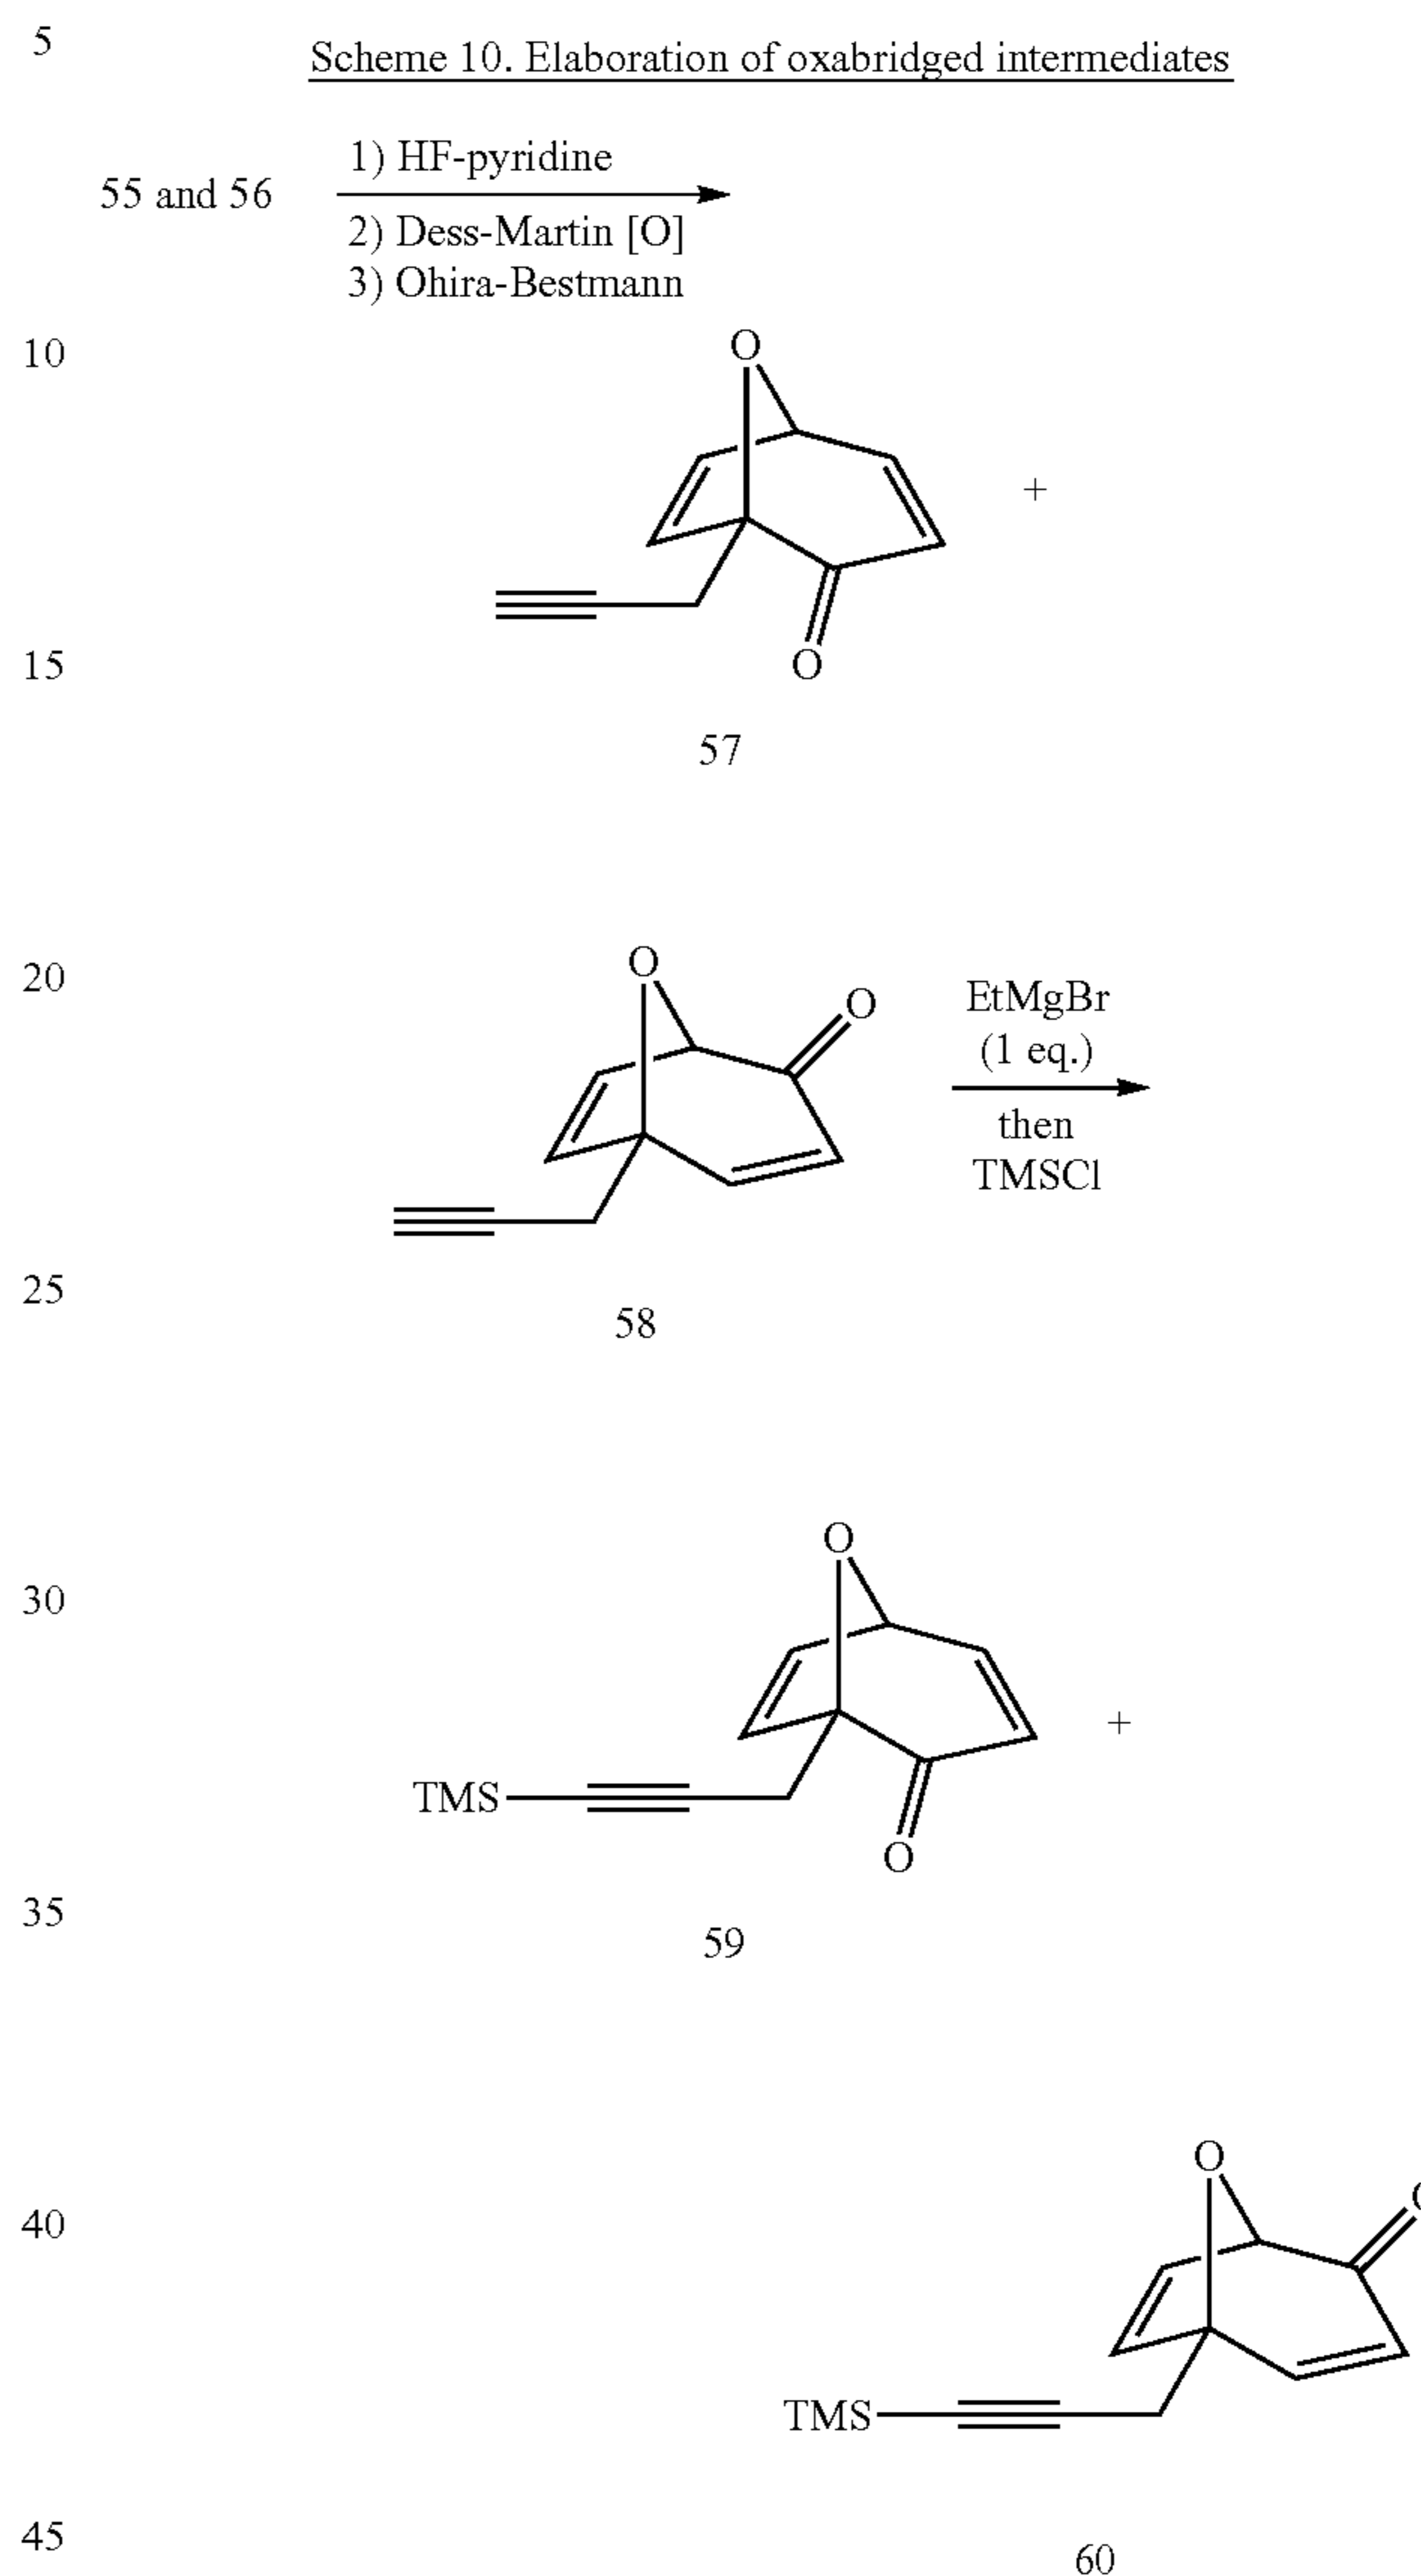 5
Scheme 10. Elaboration of oxabridged intermediates
55 and 56
1) HF-pyridine
2) Dess-Martin [O]
3) Ohira-Bestmann
10
O
+
15
O
57
20
O
O
EtMgBr
(1 eq.)
then
TMSCl
25
58
30
O
+
TMS
O
35
59
40
O
O
TMS
45
60